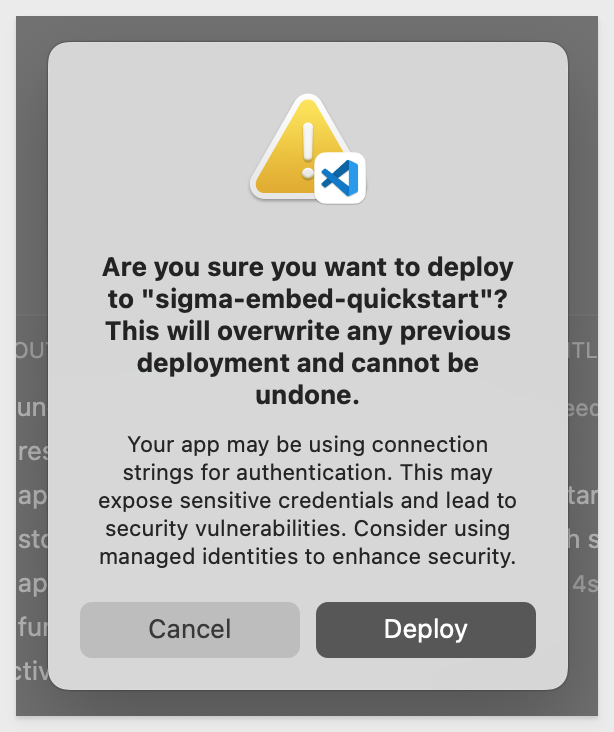 Are you sure you want to deploy
to "sigma-embed-quickstart"?
This will overwrite any previous
deployment and cannot be
undone.
Your app may be using connection
strings for authentication. This may
expose sensitive credentials and lead to
security vulnerabilities. Consider using
managed identities to enhance security.
Cancel
Deploy
4s